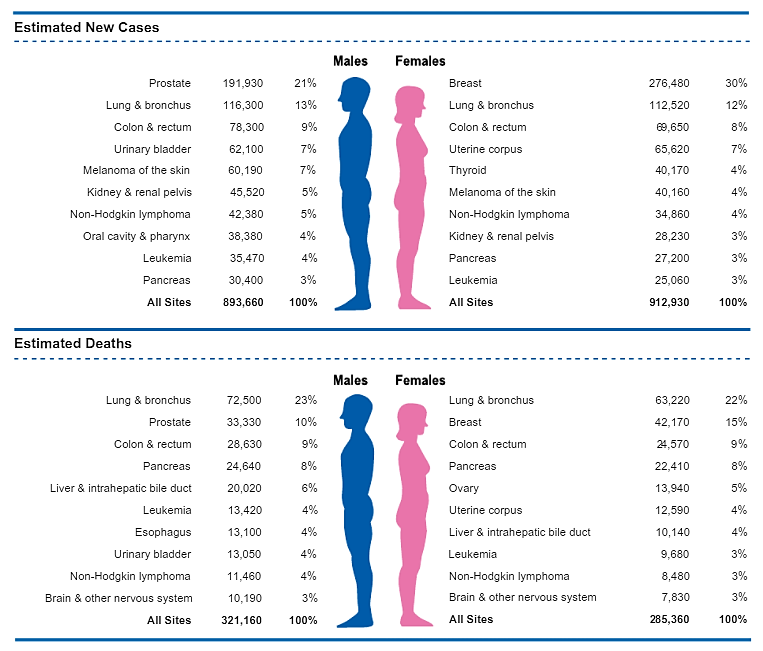 Estimated New Cases
Males Females
Prostate 191,930 21% Breast 276,480 30%
Lung & bronchus 116,300 13% Lung & bronchus 112,520 12%
Colon & rectum 78,300 9% Colon & rectum 69,650 8%
Urinary bladder 62,100 7% Uterine corpus 65,620 7%
Melanoma of the skin 60,190 7% Thyroid 40,170 4%
Kidney & renal pelvis 45,520 5% Melanoma of the skin 40,160 4%
Non-Hodgkin lymphoma 42,380 5% Non-Hodgkin lymphoma 34,860 4%
Oral cavity & pharynx 38,380 4% Kidney & renal pelvis 28,230 3%
Leukemia 35,470 4% Pancreas 27,200 3%
Pancreas 30,400 3% Leukemia 25,060 3%
All Sites 893,660 100% All Sites 912,930 100%
Estimated Deaths
Males Females
Lung & bronchus 72,500 23% Lung & bronchus 63,220 22%
Prostate 33,330 10% Breast 42,170 15%
Colon & rectum 28,630 9% Colon & rectum 24,570 9%
Pancreas 24,640 8% Pancreas 22,410 8%
Liver & intrahepatic bile duct 20,020 6% Ovary 13,940 5%
Leukemia 13,420 4% Uterine corpus 12,590 4%
Esophagus 13,100 4% Liver & intrahepatic bile duct 10,140 4%
Urinary bladder 13,050 4% Leukemia 9,680 3%
Non-Hodgkin lymphoma 11,460 4% Non-Hodgkin lymphoma 8,480 3%
Brain & other nervous system 10,190 3% Brain & other nervous system 7,830 3%
All Sites 321,160 100% All Sites 285,360 100%